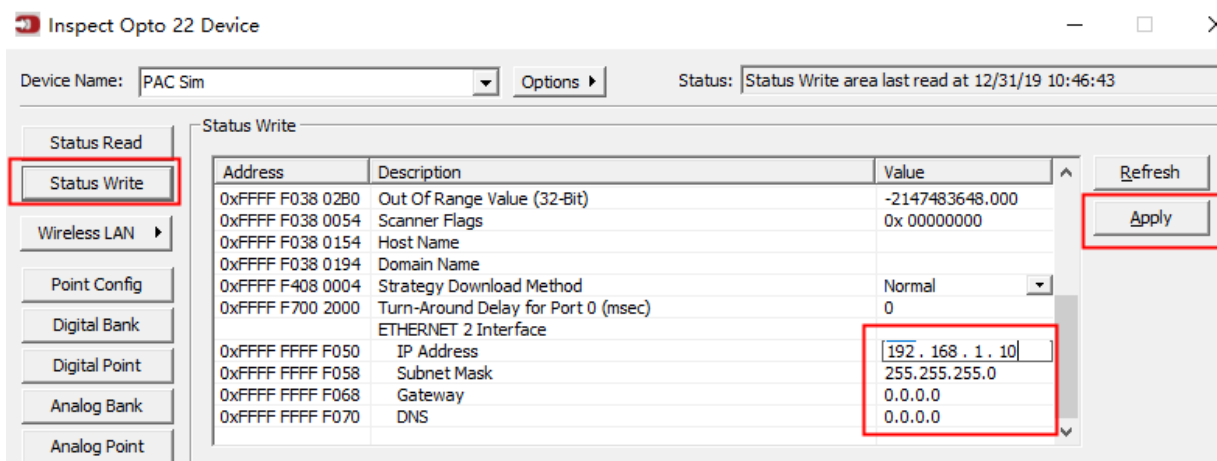 Inspect Opto 22 Device
Device Name: PAC Sim Options Status: Status Write area last read at 12/31/19 10:46:43
Status Read
Status Write
Wireless LAN
Point Config
Digital Bank
Digital Point
Analog Bank
Analog Point
Status Write
Address Description Value
0xFFFF F038 02B0 Out Of Range Value (32-Bit) -2147483648.000
0xFFFF F038 0054 Scanner Flags 0x 00000000
0xFFFF F038 0154 Host Name
0xFFFF F038 0194 Domain Name
0xFFFF F408 0004 Strategy Download Method Normal
0xFFFF F700 2000 Turn-Around Delay for Port 0 (msec) 0
ETHERNET 2 Interface
0xFFFF FFFF F050 IP Address 192 . 168 . 1 . 10
0xFFFF FFFF F058 Subnet Mask 255.255.255.0
0xFFFF FFFF F068 Gateway 0.0.0.0
0xFFFF FFFF F070 DNS 0.0.0.0
Refresh
Apply